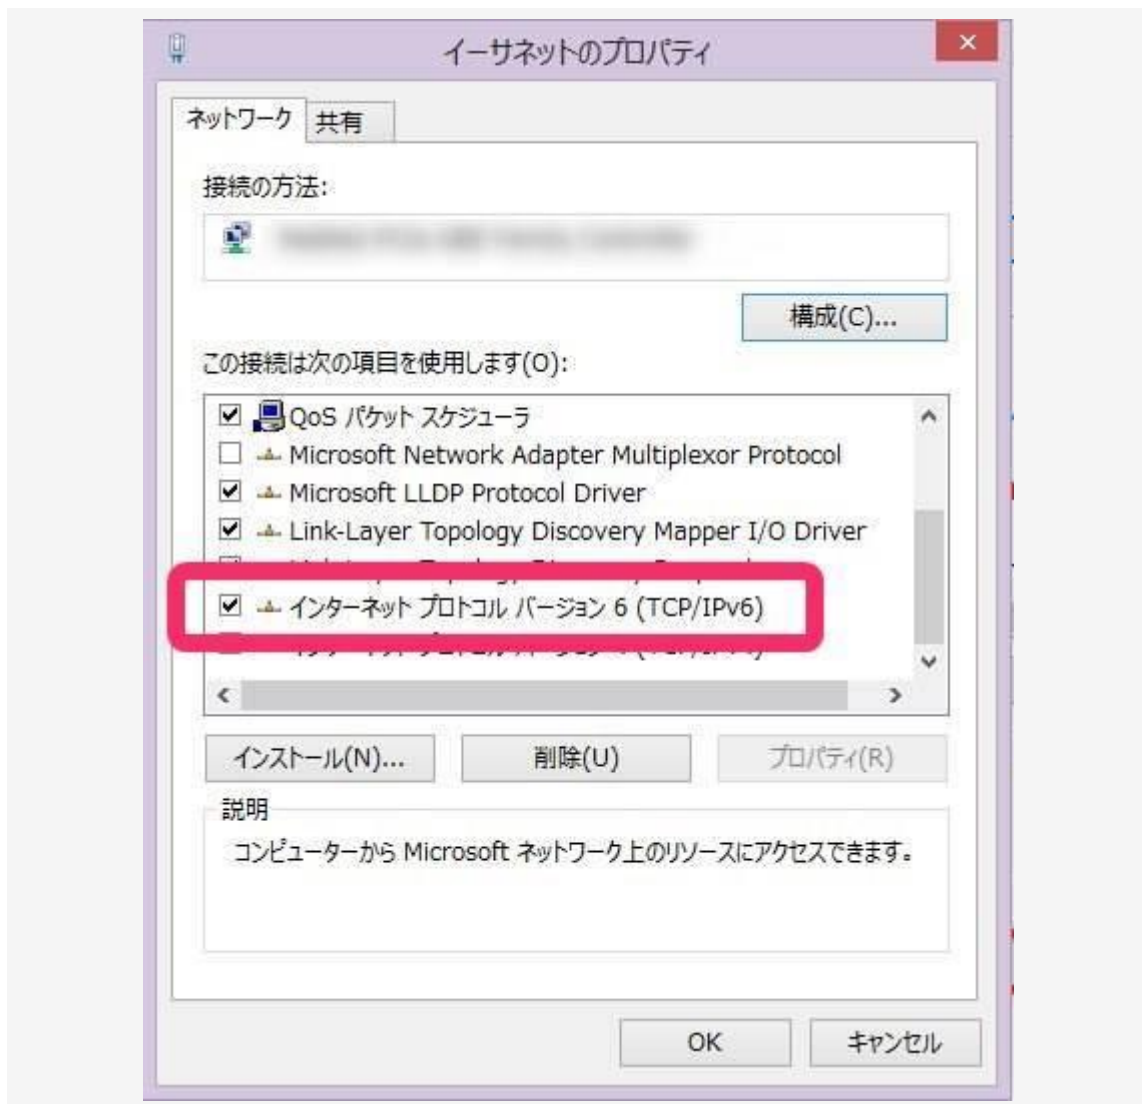 イーサネットのプロパティ
ネットワーク 共有
接続の方法:
構成(C)...
この接続は次の項目を使用します(O):
QoS パケット スケジューラ
Microsoft Network Adapter Multiplexor Protocol
Microsoft LLDP Protocol Driver
Link-Layer Topology Discovery Mapper I/O Driver
インターネット プロトコル バージョン 6 (TCP/IPv6)
インストール(N)... 削除(U) プロパティ(R)
説明
コンピューターから Microsoft ネットワーク上のリソースにアクセスできます。
OK キャンセル